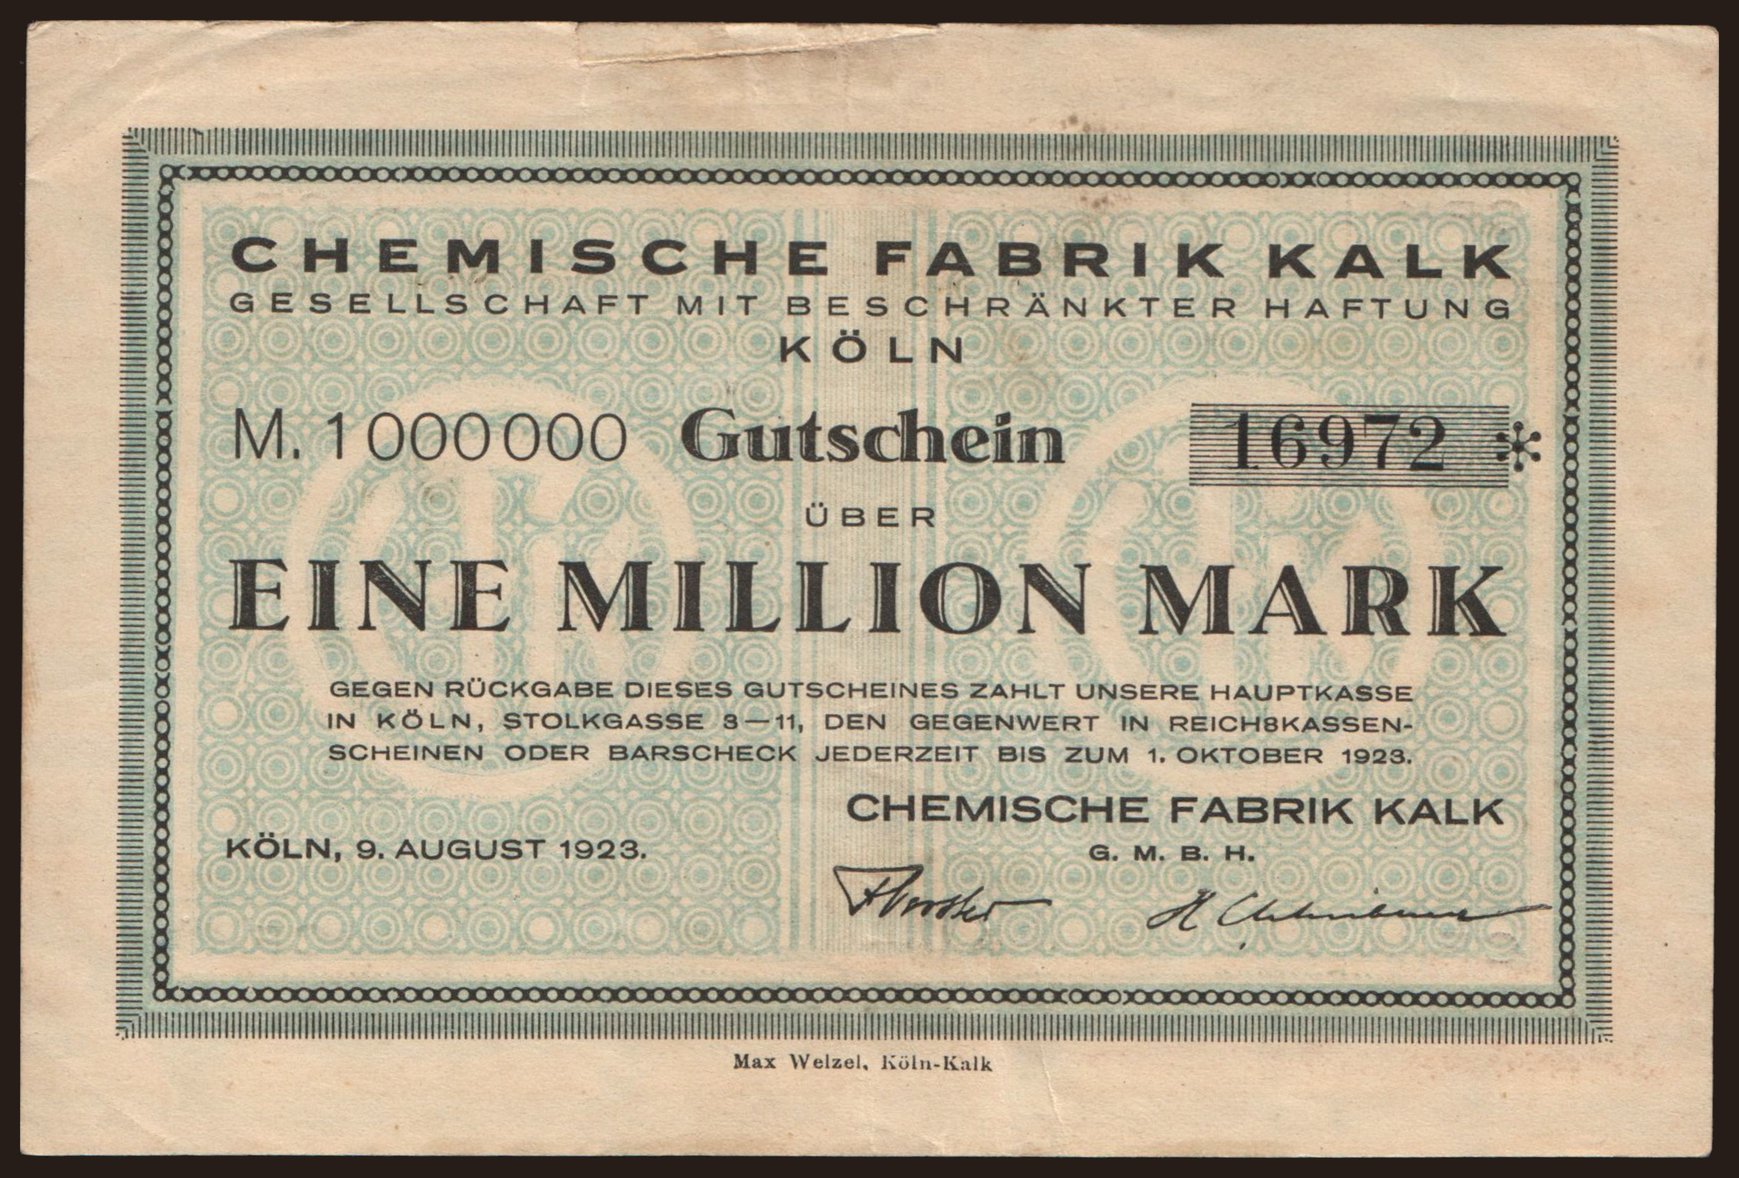 CHEMISCHE FABRIK KALK
GESELLSCHAFT MIT BESCHRÄNKTER HAFTUNG
KÖLN
M. 1000000 Gutschein 16972 *
ÜBER
EINE MILLION MARK
GEGEN RÜCKGABE DIESES GUTSCHEINES ZAHLT UNSERE HAUPTKASSE
IN KÖLN, STOLKGASSE 3—11, DEN GEGENWERT IN REICHSKASSEN-
SCHEINEN ODER BARSCHECK JEDERZEIT BIS ZUM 1. OKTOBER 1923.
CHEMISCHE FABRIK KALK
KÖLN, 9. AUGUST 1923.
G. M. B. H.
Max Welzel, Köln-Kalk